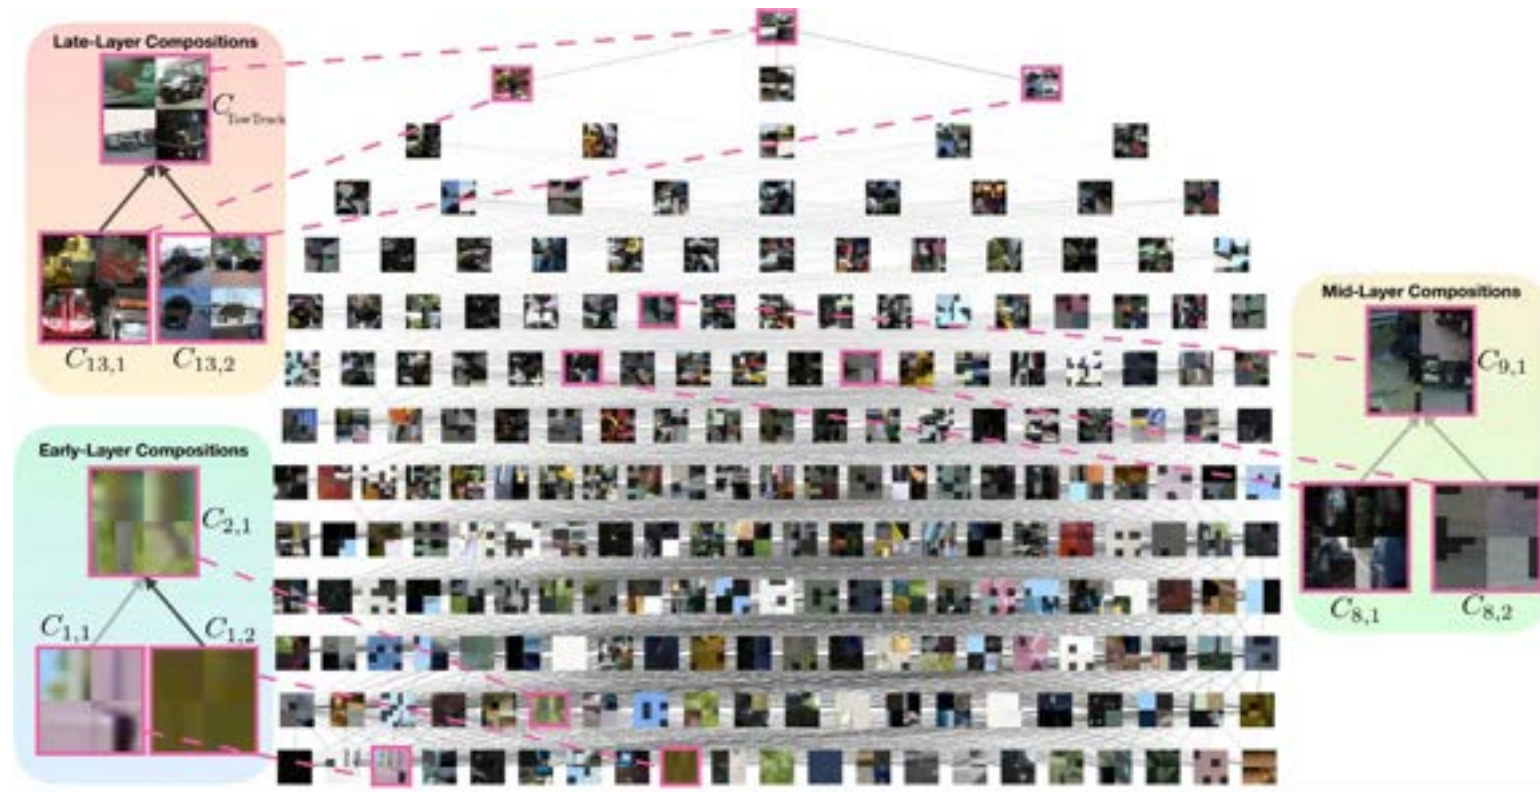 Late-Layer Compositions
C_TowTruck
C_13,1 C_13,2
Mid-Layer Compositions
C_9,1
C_8,1 C_8,2
Early-Layer Compositions
C_2,1
C_1,1 C_1,2